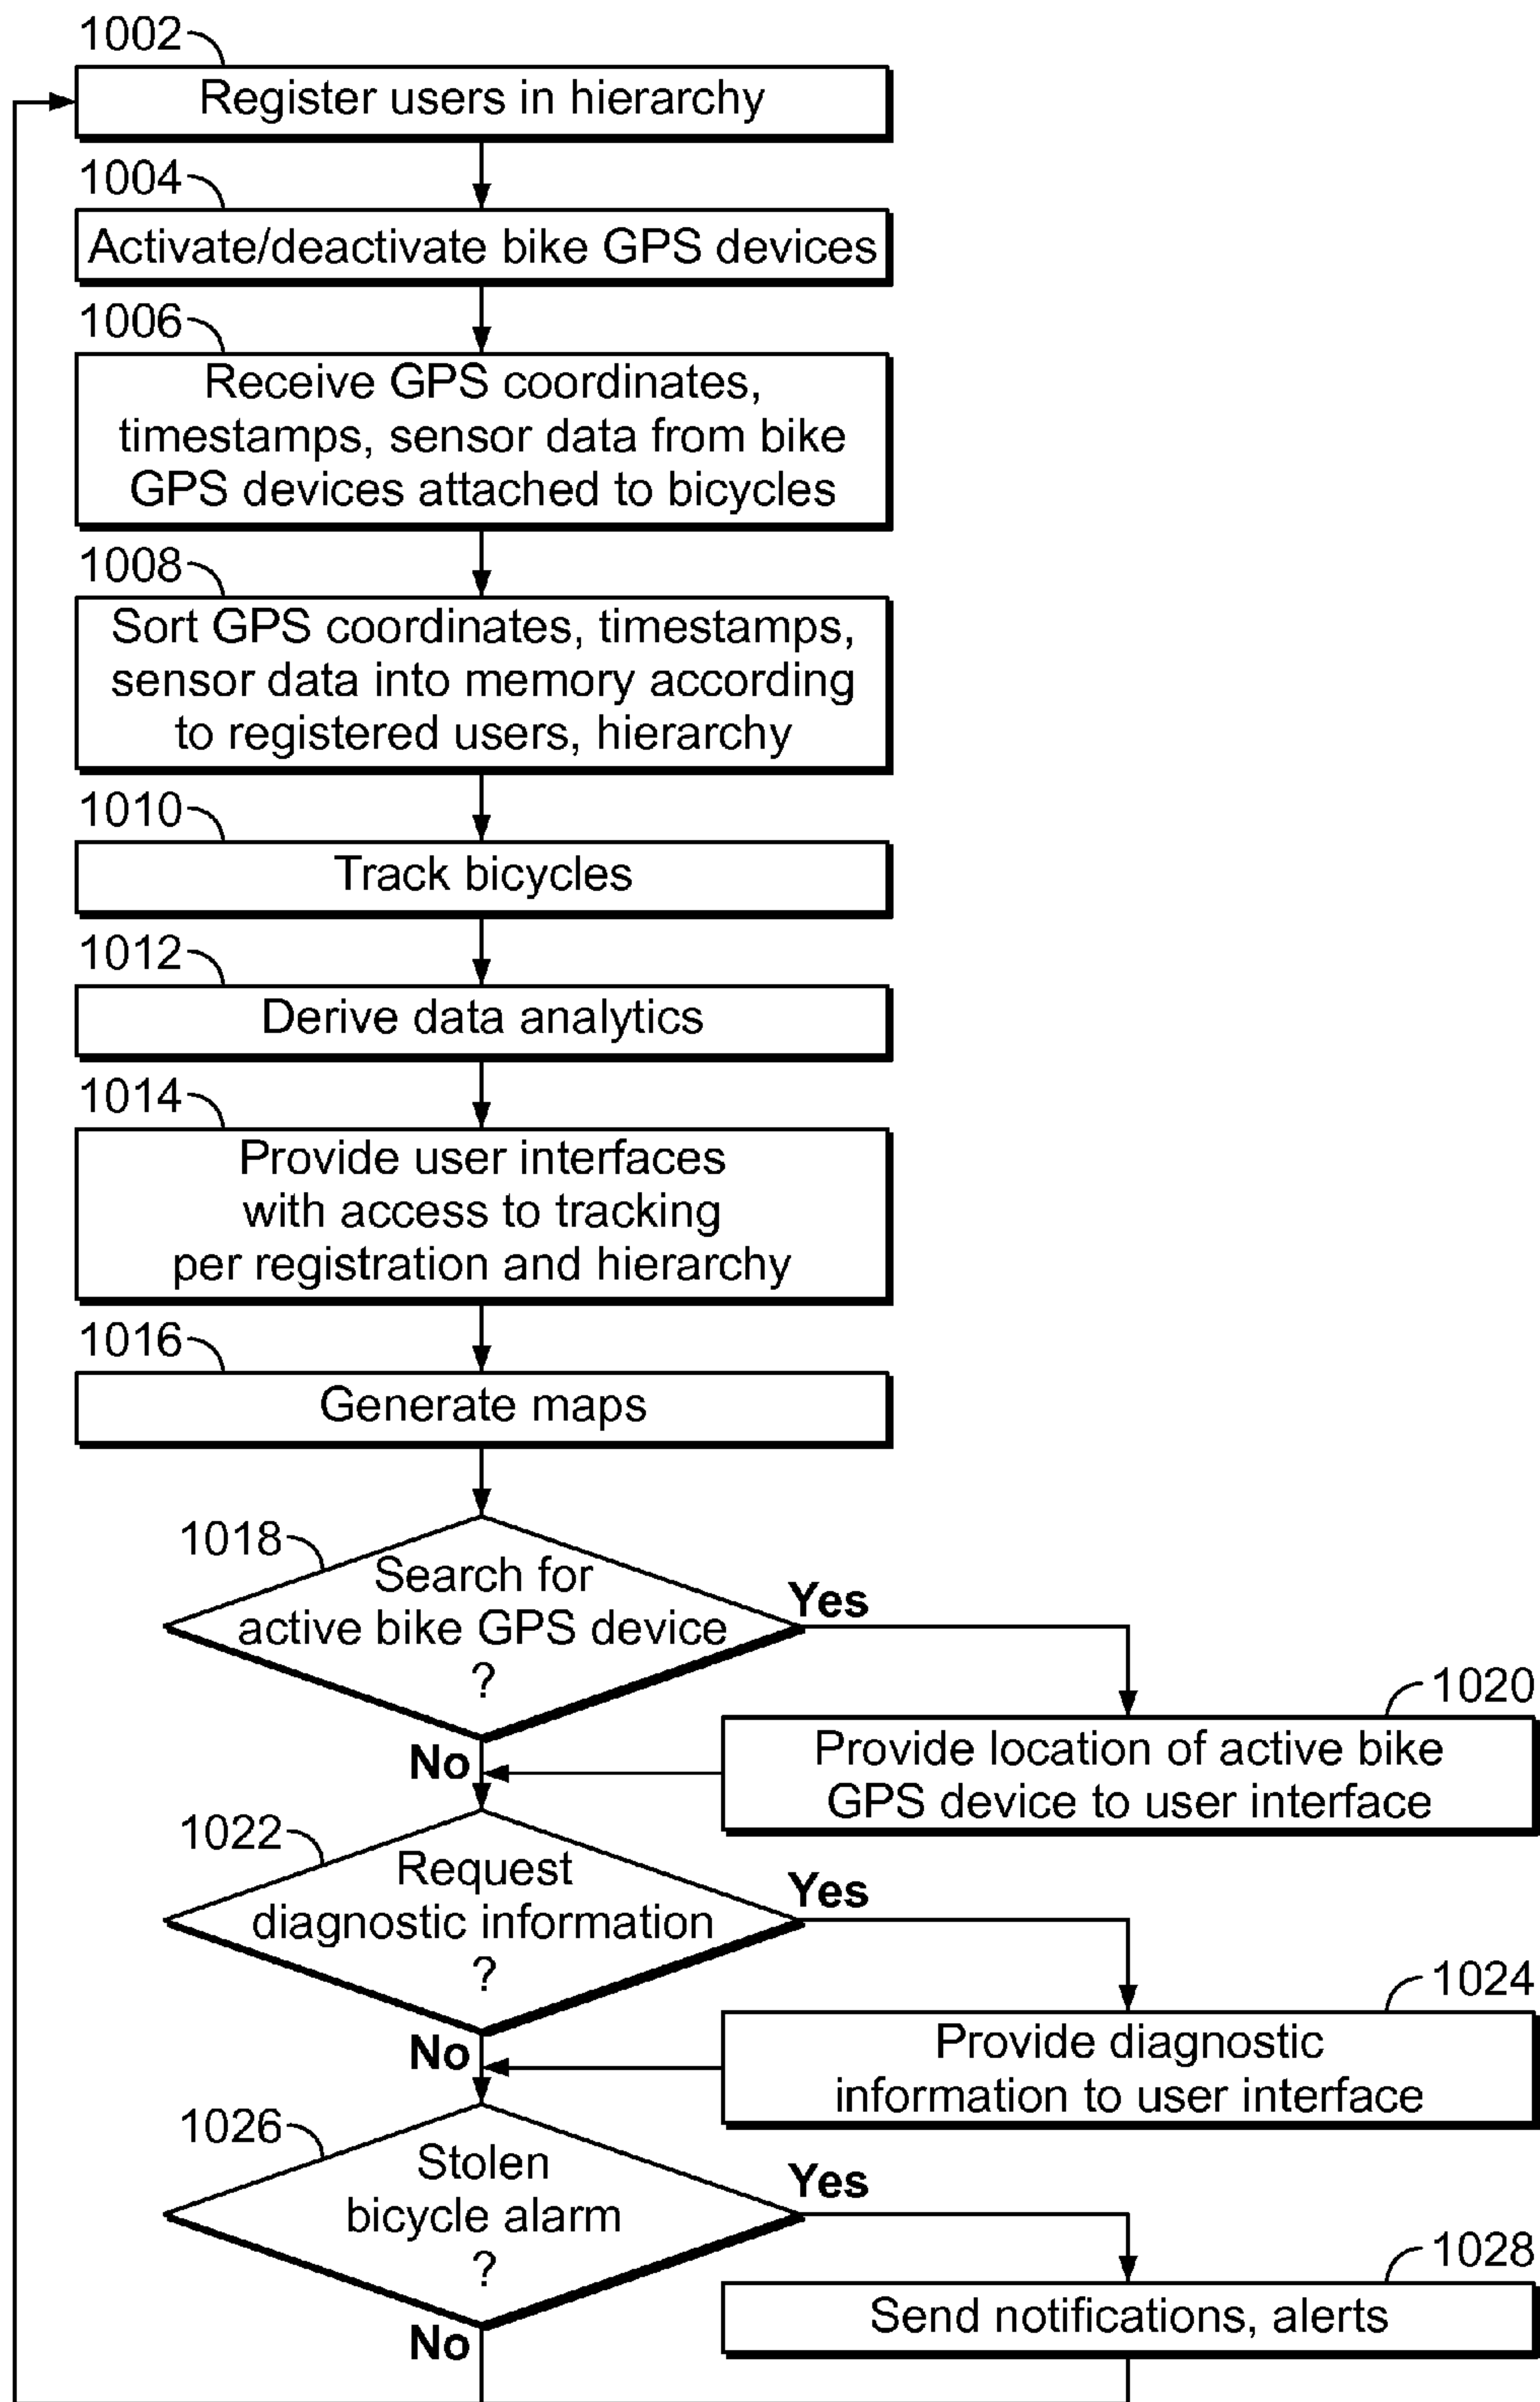 1002
Register users in hierarchy
1004
Activate/deactivate bike GPS devices
1006
Receive GPS coordinates,
timestamps, sensor data from bike
GPS devices attached to bicycles
1008
Sort GPS coordinates, timestamps,
sensor data into memory according
to registered users, hierarchy
1010
Track bicycles
1012
Derive data analytics
1014
Provide user interfaces
with access to tracking
per registration and hierarchy
1016
Generate maps
1018
Search for
active bike GPS device
?
Yes
No
1020
Provide location of active bike
GPS device to user interface
1022
Request
diagnostic information
?
Yes
No
1024
Provide diagnostic
information to user interface
1026
Stolen
bicycle alarm
?
Yes
No
1028
Send notifications, alerts